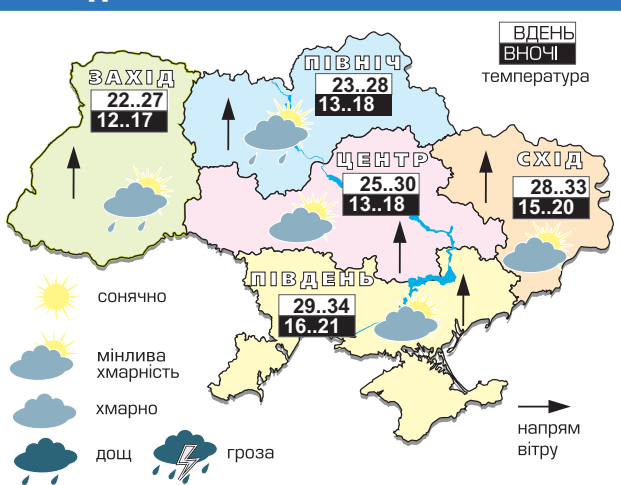 ВДЕНЬ
ВНОЧІ
температура
ЗАХІД
22..27
12..17
ПІВНІЧ
23..28
13..18
ЦЕНТР
25..30
13..18
СХІД
28..33
15..20
ПІВДЕНЬ
29..34
16..21
сонячно
мінлива
хмарність
хмарно
дощ
гроза
напрям
вітру